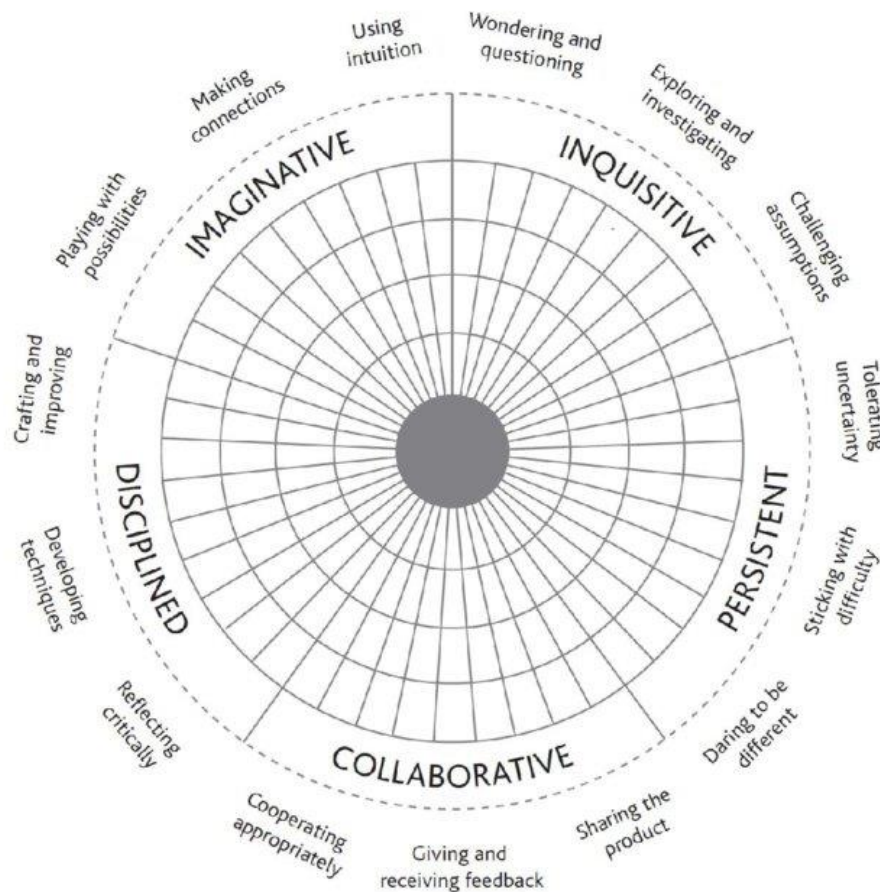 Using
intuition
Wondering and
questioning
Making
connections
Exploring and
investigating
IMAGINATIVE
INQUISITIVE
Playing with
possibilities
Challenging
assumptions
Crafting and
improving
Tolerating
uncertainty
DISCIPLINED
PERSISTENT
Developing
techniques
Sticking with
difficulty
Reflecting
critically
Daring to be
different
COLLABORATIVE
Cooperating
appropriately
Sharing the
product
Giving and
receiving feedback